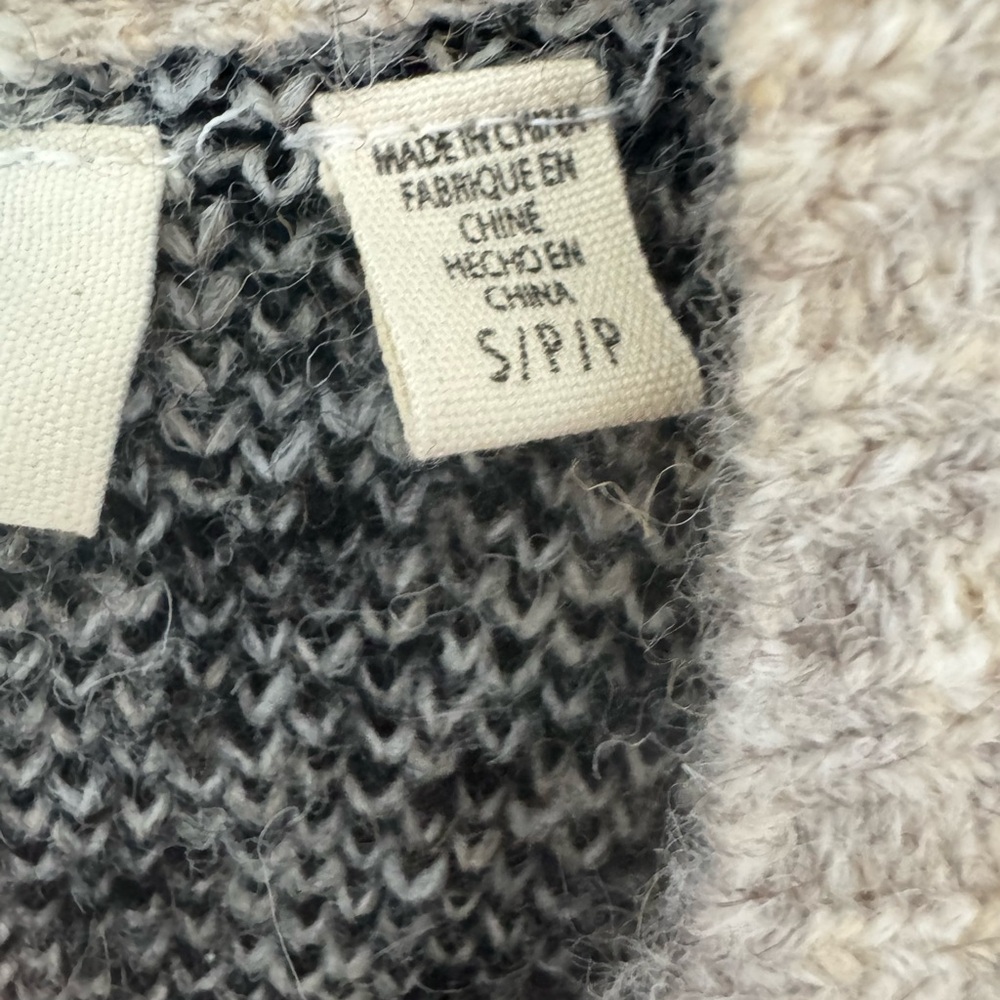 MADE IN CHINA
FABRIQUE EN
CHINE
HECHO EN
CHINA
S/P/P